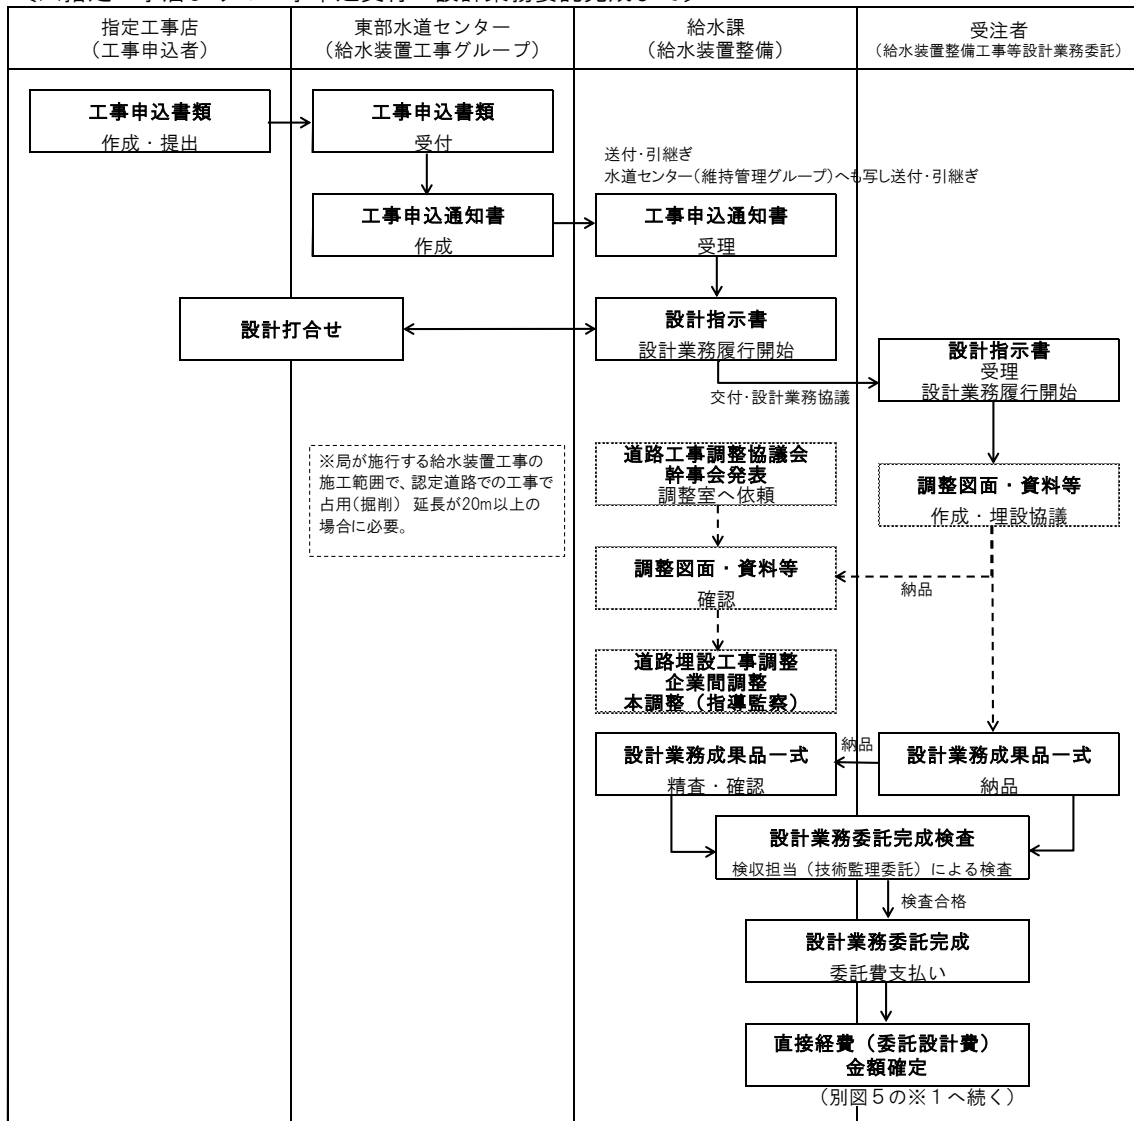 指定工事店
（工事申込者）
東部水道センター
（給水装置工事グループ）
給水課
（給水装置整備）
受注者
（給水装置整備工事等設計業務委託）
工事申込書類
作成・提出
工事申込書類
受付
送付・引継ぎ
水道センター（維持管理グループ）へも写し送付・引継ぎ
工事申込通知書
作成
工事申込通知書
受理
設計打合せ
設計指示書
設計業務履行開始
設計指示書
受理
設計業務履行開始
交付・設計業務協議
※局が施行する給水装置工事の
施工範囲で、認定道路での工事で
占用（掘削） 延長が20m以上の
場合に必要。
道路工事調整協議会
幹事会発表
調整室へ依頼
調整図面・資料等
作成・埋設協議
調整図面・資料等
確認
納品
道路埋設工事調整
企業間調整
本調整（指導監察）
設計業務成果品一式
精査・確認
納品
設計業務成果品一式
納品
設計業務委託完成検査
検収担当（技術監理委託）による検査
検査合格
設計業務委託完成
委託費支払い
直接経費（委託設計費）
金額確定
（別図５の※１へ続く）